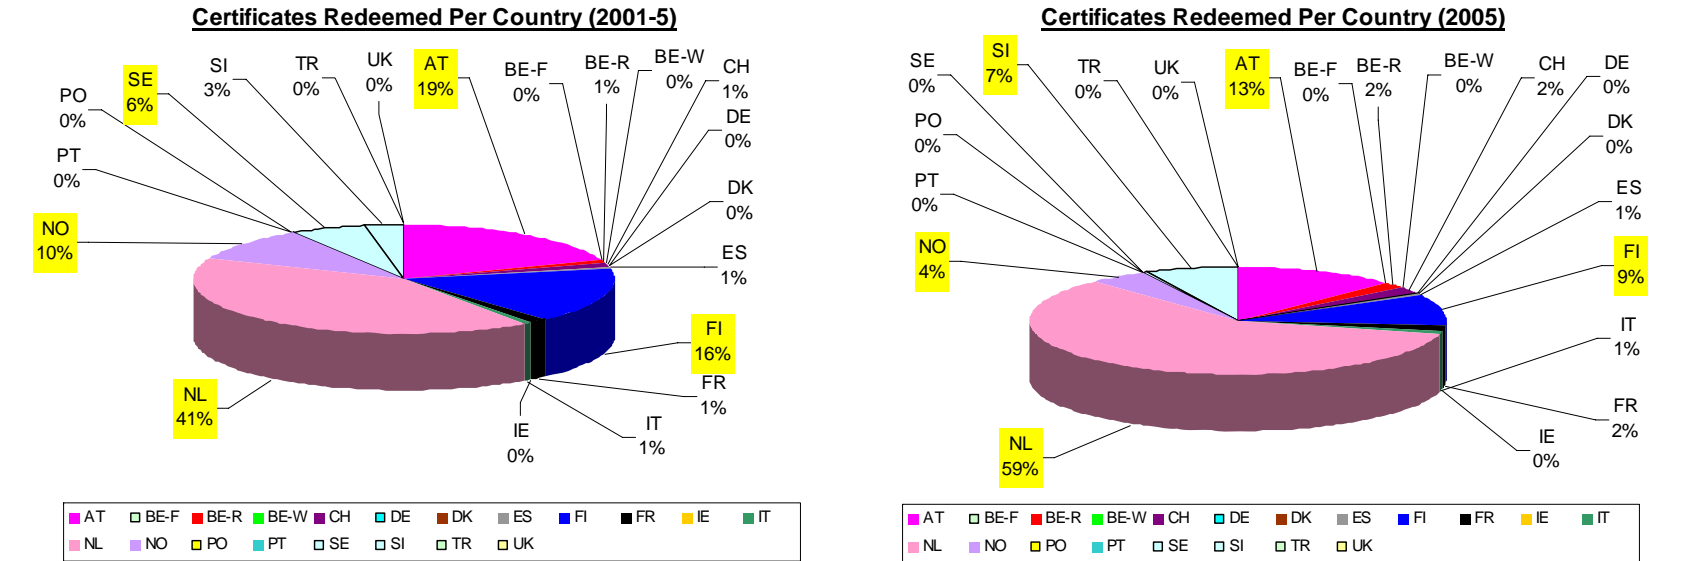 Certificates Redeemed Per Country (2001-5)
PO
0%
SE
6%
SI
3%
TR
0%
UK
0%
AT
19%
BE-F
0%
BE-R
1%
BE-W
0%
CH
1%
DE
0%
DK
0%
ES
1%
FI
16%
FR
1%
IT
1%
IE
0%
NL
41%
NO
10%
PT
0%
AT BE-F BE-R BE-W CH DE DK ES FI FR IE IT
NL NO PO PT SE SI TR UK
Certificates Redeemed Per Country (2005)
SE
0%
SI
7%
TR
0%
UK
0%
AT
13%
BE-F
0%
BE-R
2%
BE-W
0%
CH
2%
DE
0%
DK
0%
ES
1%
FI
9%
IT
1%
FR
2%
IE
0%
NL
59%
NO
4%
PT
0%
PO
0%
AT BE-F BE-R BE-W CH DE DK ES FI FR IE IT
NL NO PO PT SE SI TR UK